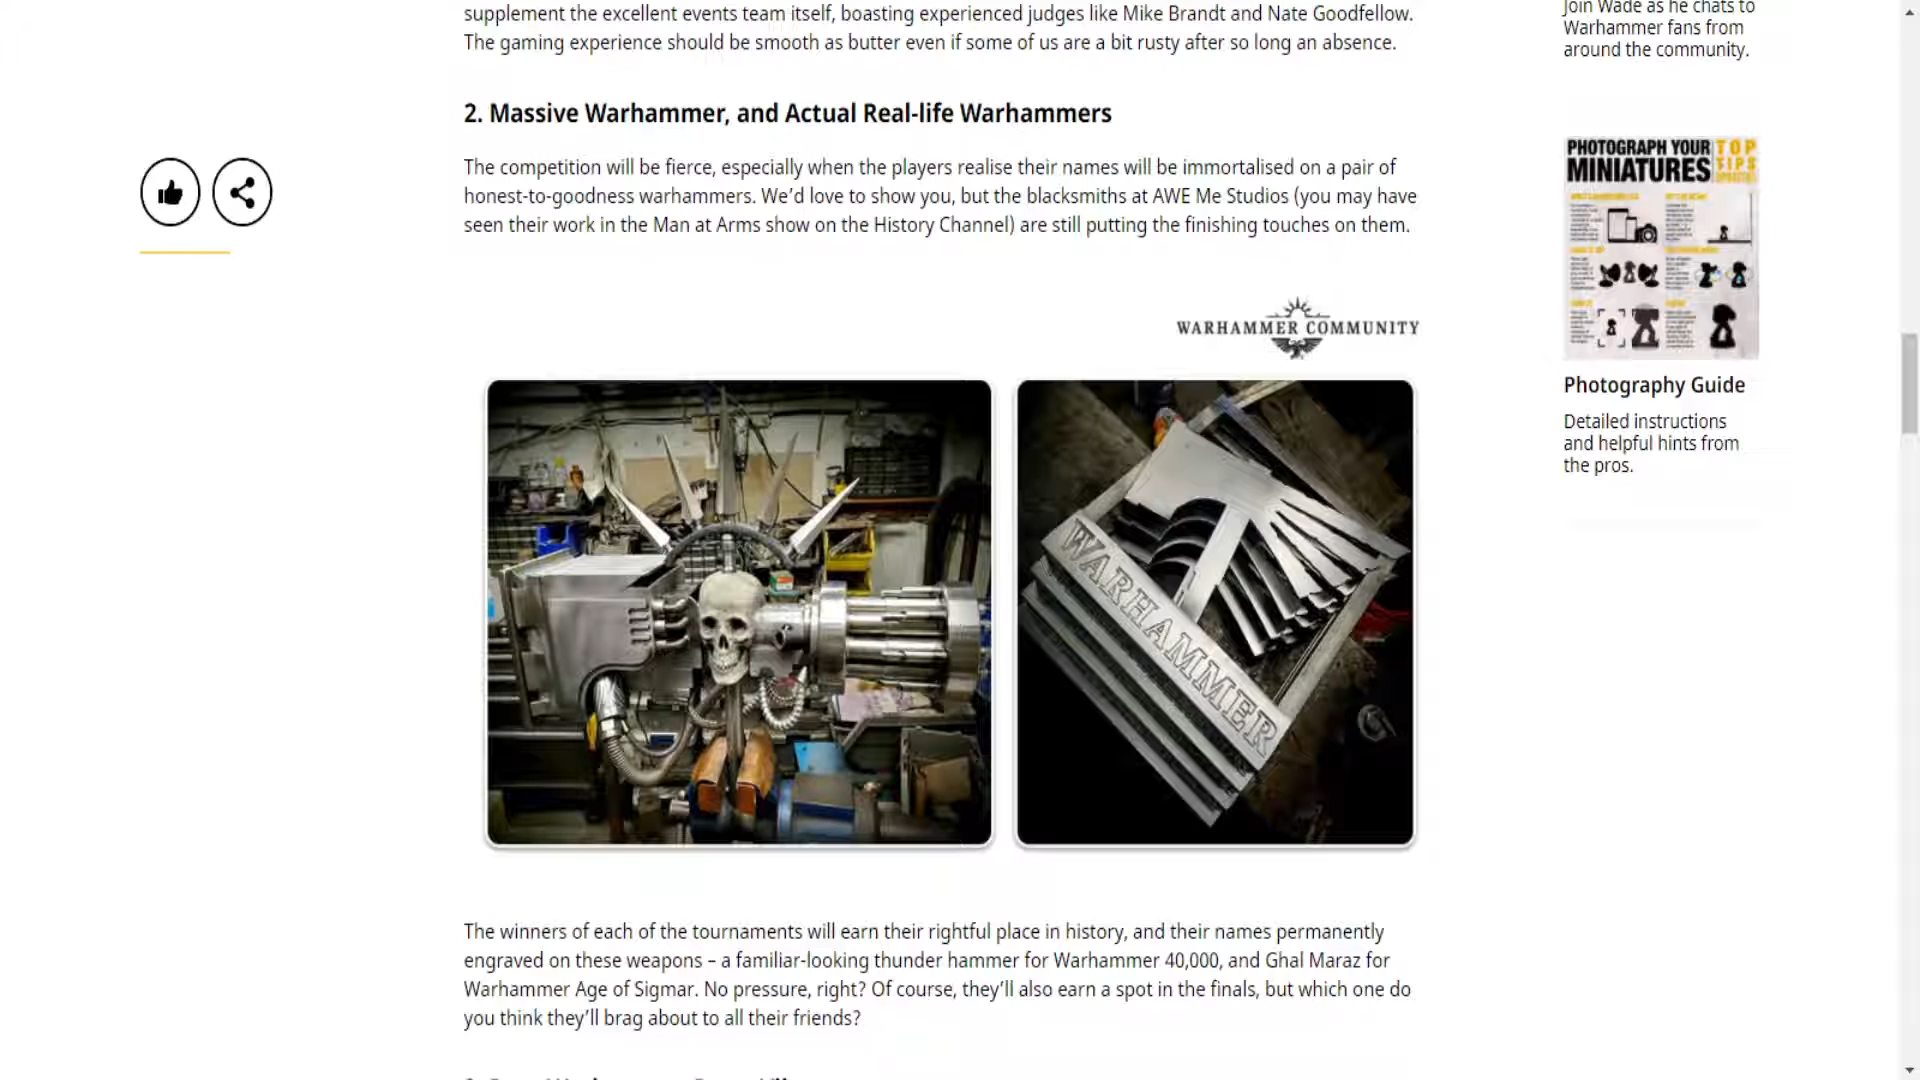 supplement the excellent events team itself, boasting experienced judges like Mike Brandt and Nate Goodfellow.
The gaming experience should be smooth as butter even if some of us are a bit rusty after so long an absence.
2. Massive Warhammer, and Actual Real-life Warhammers
The competition will be fierce, especially when the players realise their names will be immortalised on a pair of
honest-to-goodness warhammers. We’d love to show you, but the blacksmiths at AWE Me Studios (you may have
seen their work in the Man at Arms show on the History Channel) are still putting the finishing touches on them.
WARHAMMER COMMUNITY
WARHAMMER
The winners of each of the tournaments will earn their rightful place in history, and their names permanently
engraved on these weapons – a familiar-looking thunder hammer for Warhammer 40,000, and Ghal Maraz for
Warhammer Age of Sigmar. No pressure, right? Of course, they’ll also earn a spot in the finals, but which one do
you think they’ll brag about to all their friends?
Join Wade as he chats to
Warhammer fans from
around the community.
PHOTOGRAPH YOUR TOP
MINIATURES TIPS
Photography Guide
Detailed instructions
and helpful hints from
the pros.